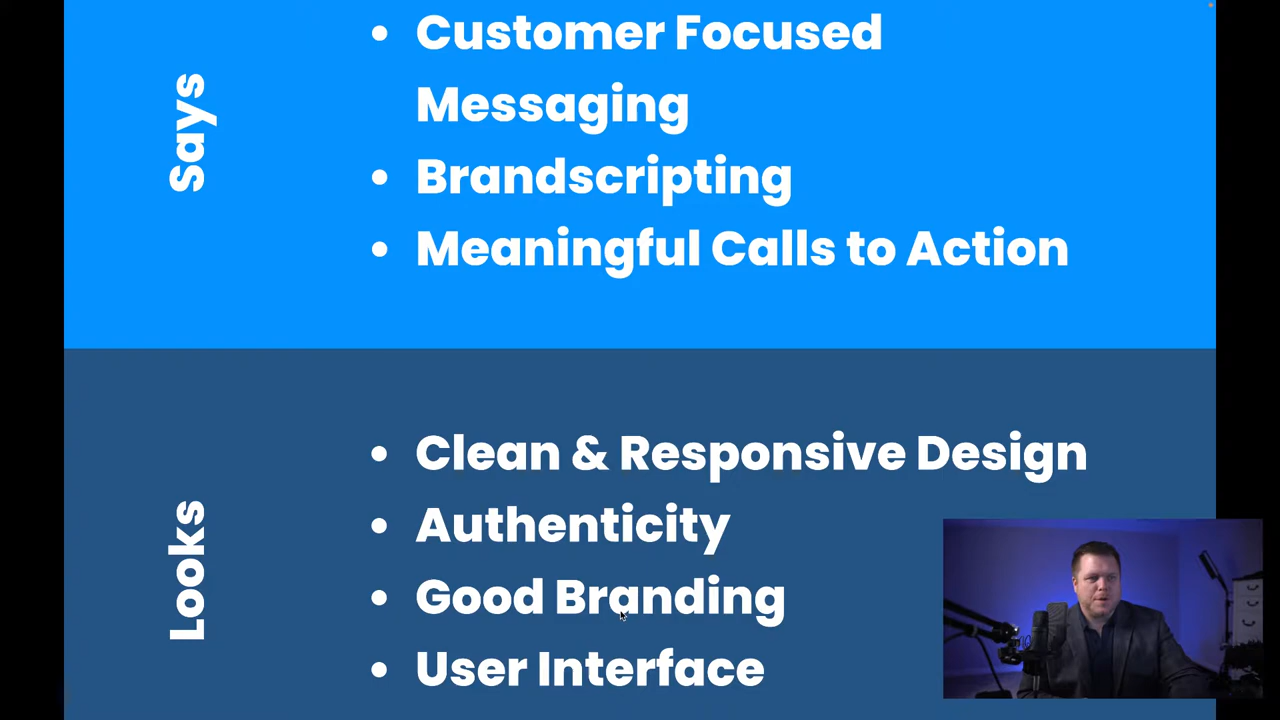 Says
• Customer Focused
Messaging
• Brandscripting
• Meaningful Calls to Action
Looks
• Clean & Responsive Design
• Authenticity
• Good Branding
• User Interface